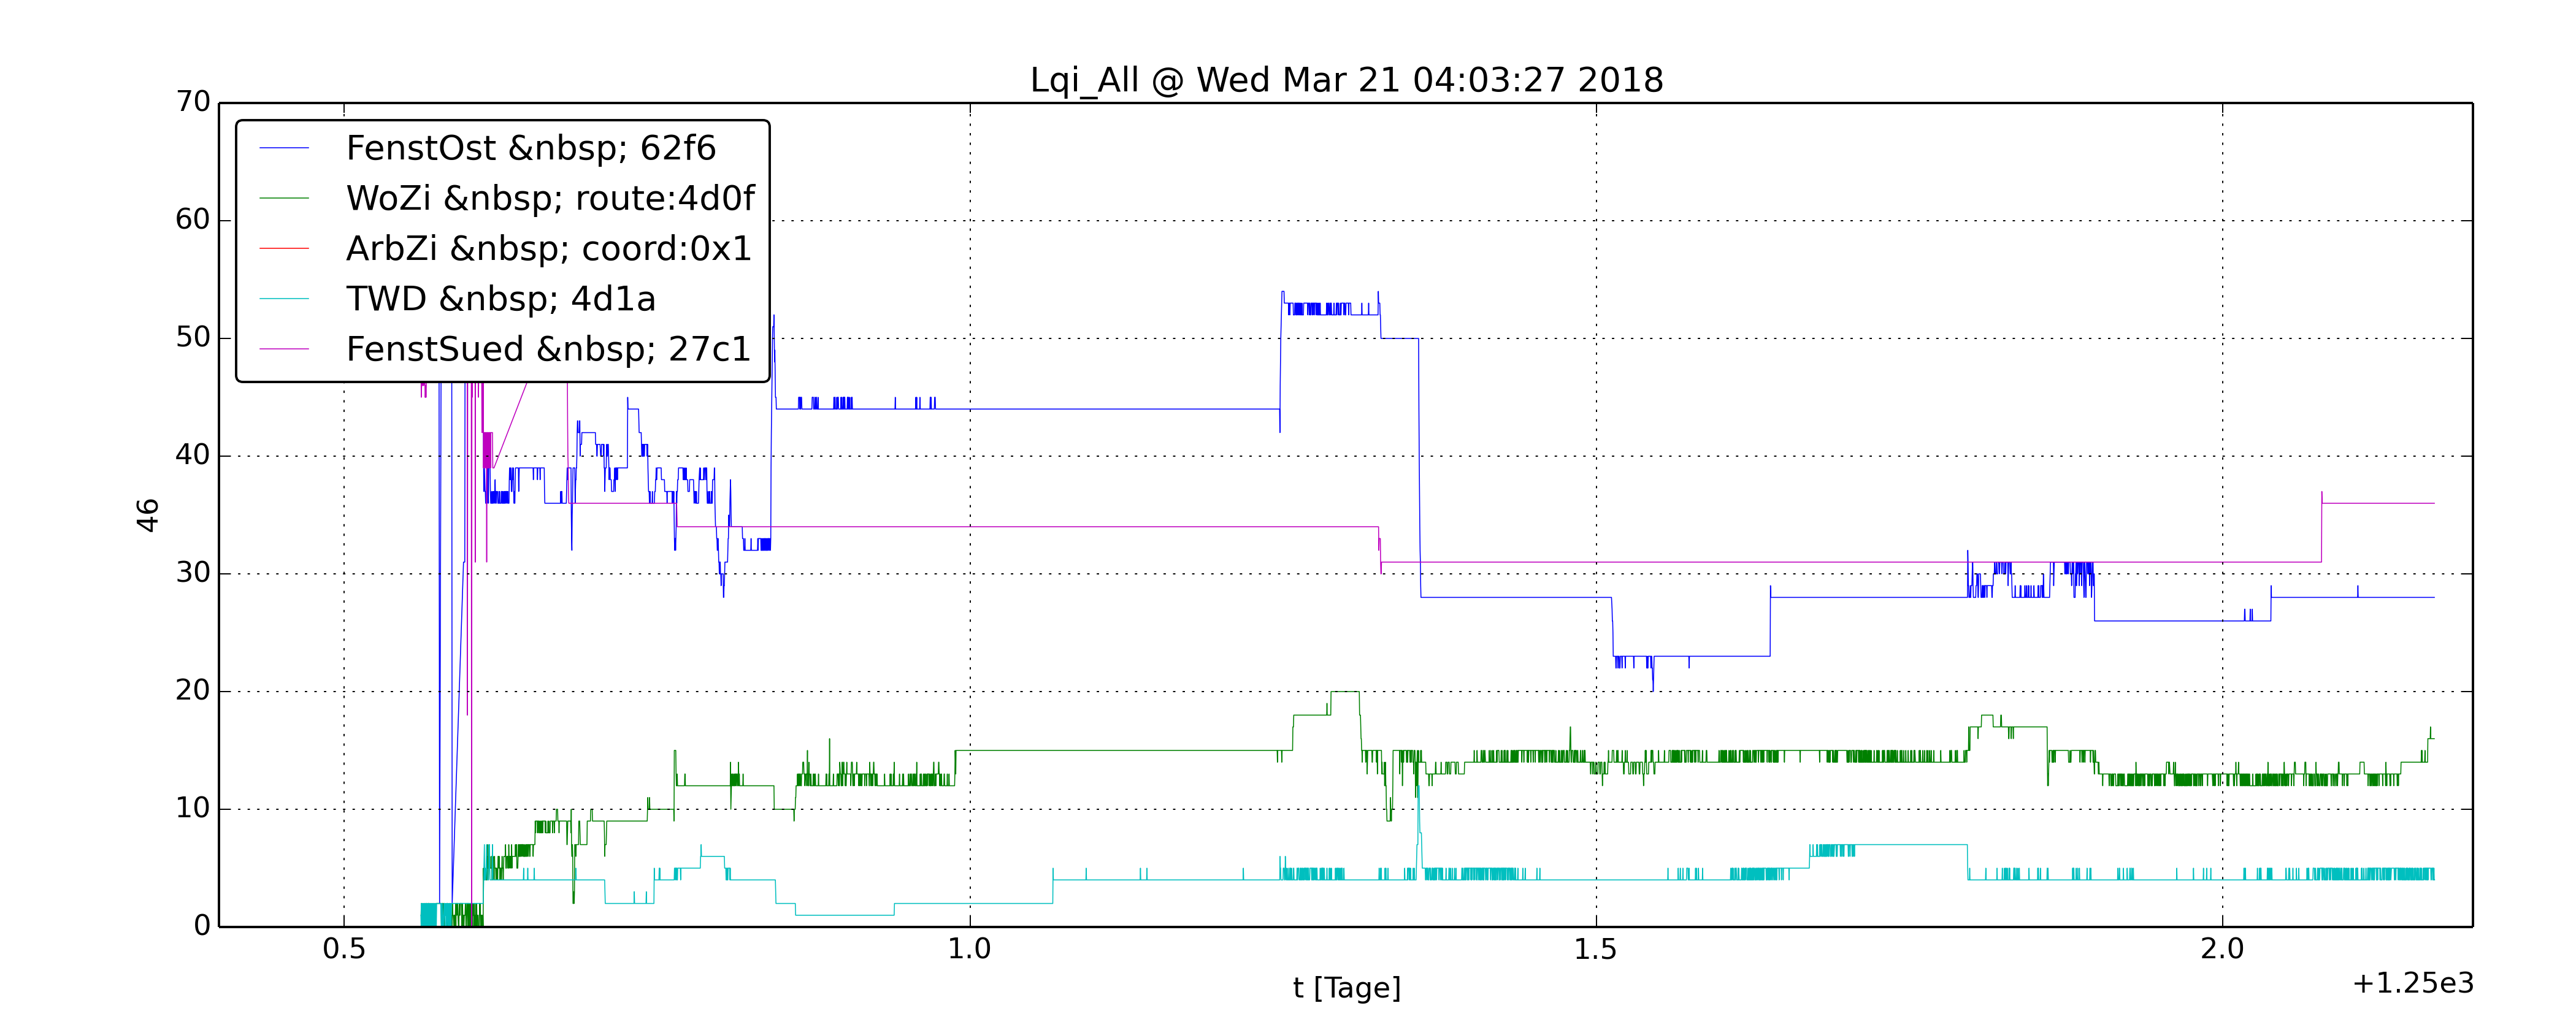 Lqi_All @ Wed Mar 21 04:03:27 2018
70
60
50
40
30
20
10
0
46
FenstOst &nbsp; 62f6
WoZi &nbsp; route:4d0f
ArbZi &nbsp; coord:0x1
TWD &nbsp; 4d1a
FenstSued &nbsp; 27c1
0.5 1.0 1.5 2.0
t [Tage]
+1.25e3